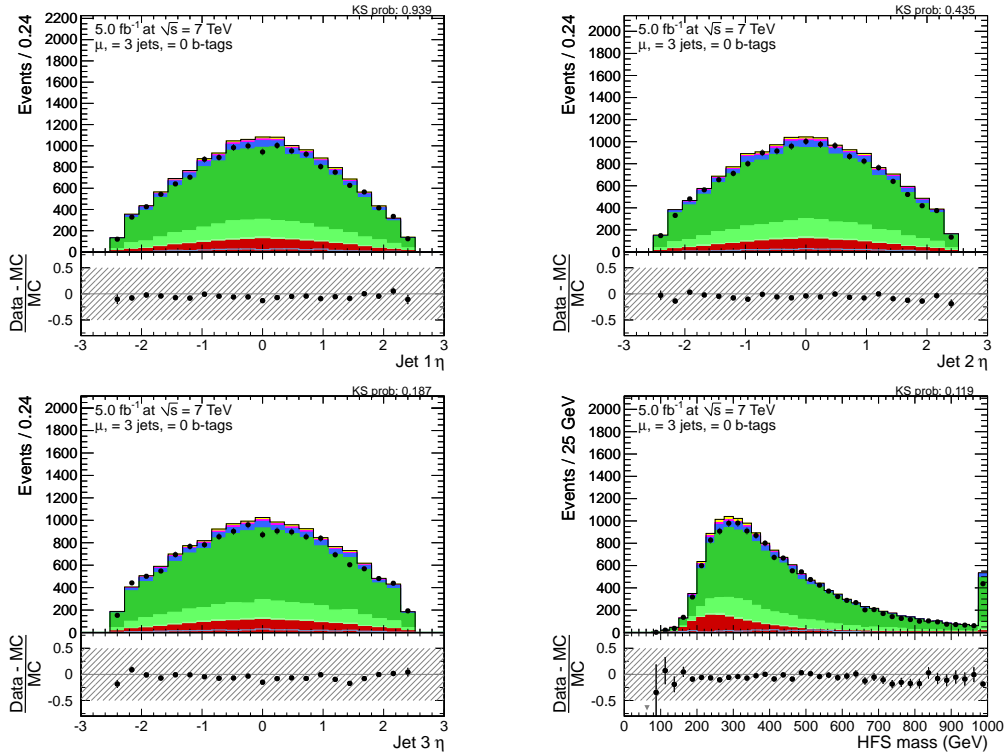 KS prob: 0.939
5.0 fb-1 at √s = 7 TeV
μ, = 3 jets, = 0 b-tags
Events / 0.24
2200
2000
1800
1600
1400
1200
1000
800
600
400
200
0
Data - MC
MC
0.5
0
-0.5
-3 -2 -1 0 1 2 3
Jet 1 η
KS prob: 0.435
5.0 fb-1 at √s = 7 TeV
μ, = 3 jets, = 0 b-tags
Events / 0.24
2200
2000
1800
1600
1400
1200
1000
800
600
400
200
0
Data - MC
MC
0.5
0
-0.5
-3 -2 -1 0 1 2 3
Jet 2 η
KS prob: 0.187
5.0 fb-1 at √s = 7 TeV
μ, = 3 jets, = 0 b-tags
Events / 0.24
2000
1800
1600
1400
1200
1000
800
600
400
200
0
Data - MC
MC
0.5
0
-0.5
-3 -2 -1 0 1 2 3
Jet 3 η
KS prob: 0.119
5.0 fb-1 at √s = 7 TeV
μ, = 3 jets, = 0 b-tags
Events / 25 GeV
2000
1800
1600
1400
1200
1000
800
600
400
200
0
Data - MC
MC
0.5
0
-0.5
0 100 200 300 400 500 600 700 800 900 1000
HFS mass (GeV)